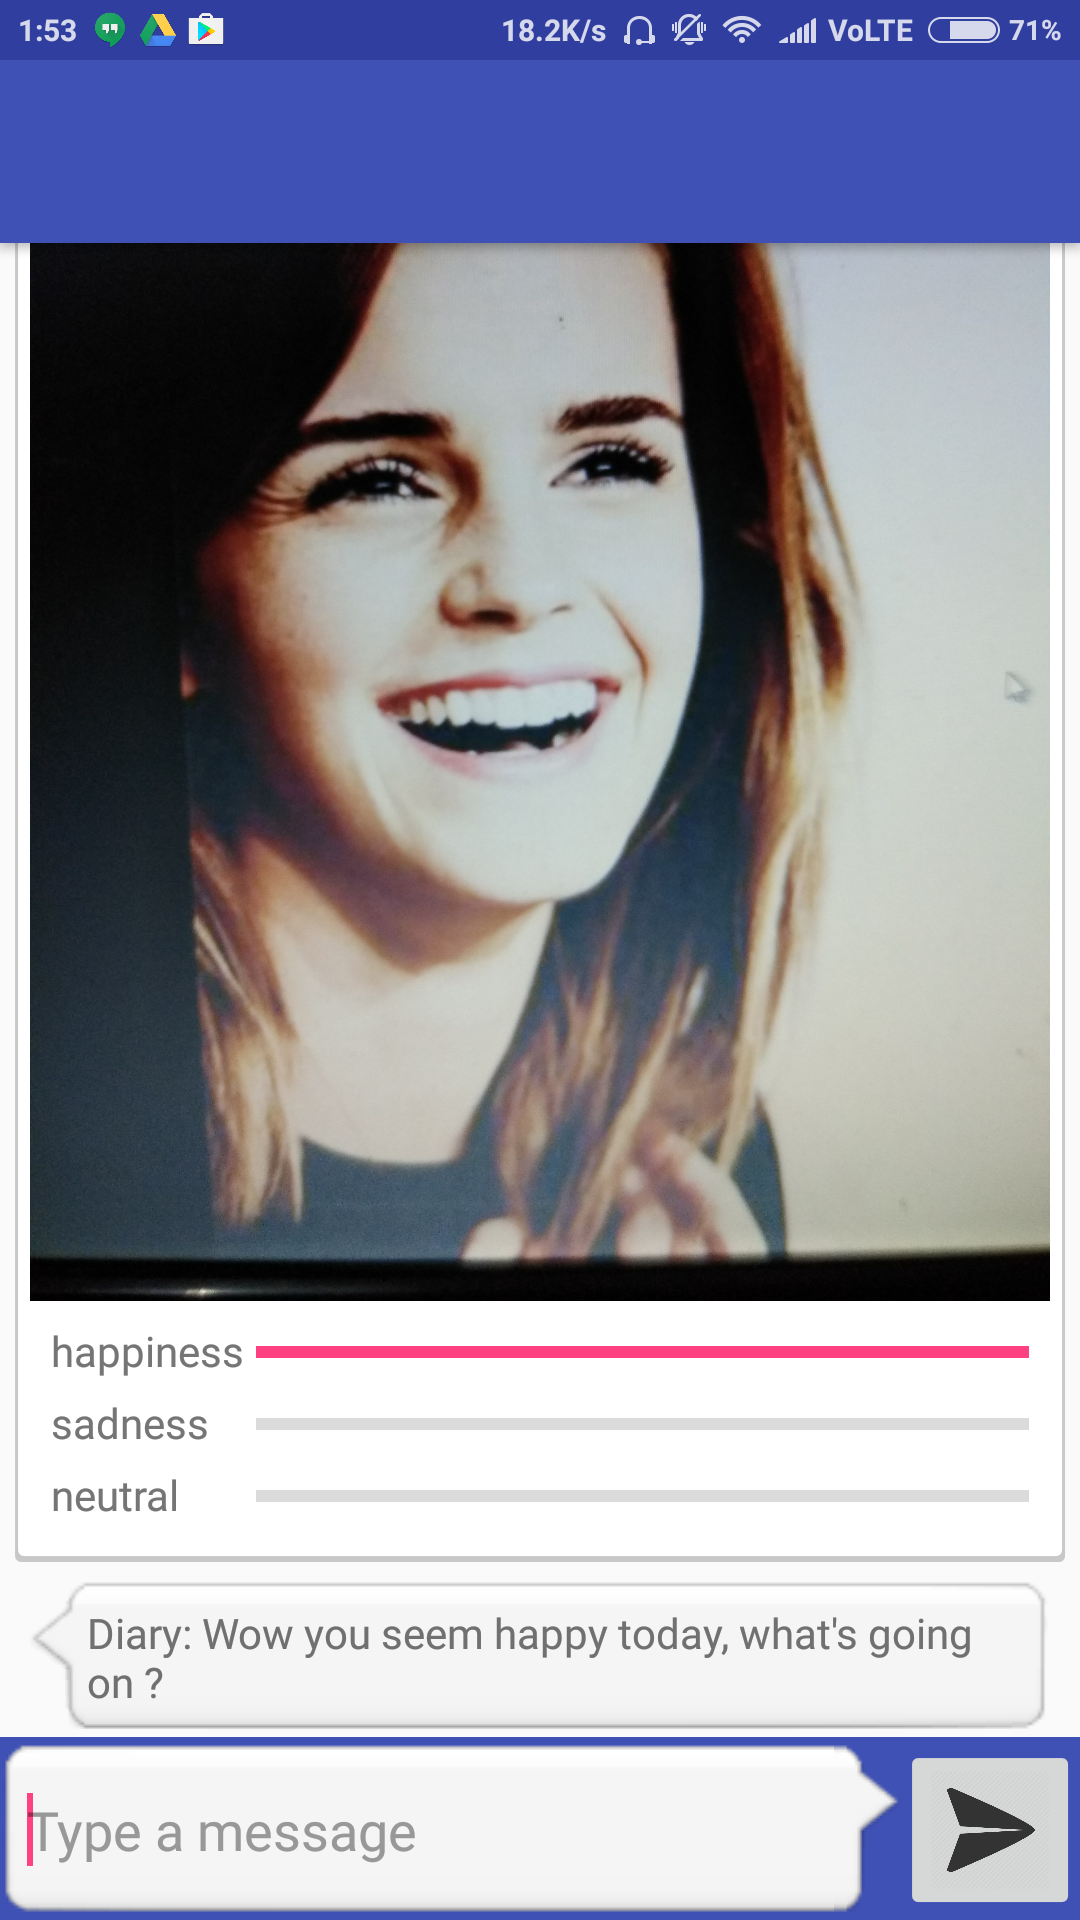 1:53 18.2K/s VoLTE 71%
happiness
sadness
neutral
Diary: Wow you seem happy today, what's going
on ?
Type a message